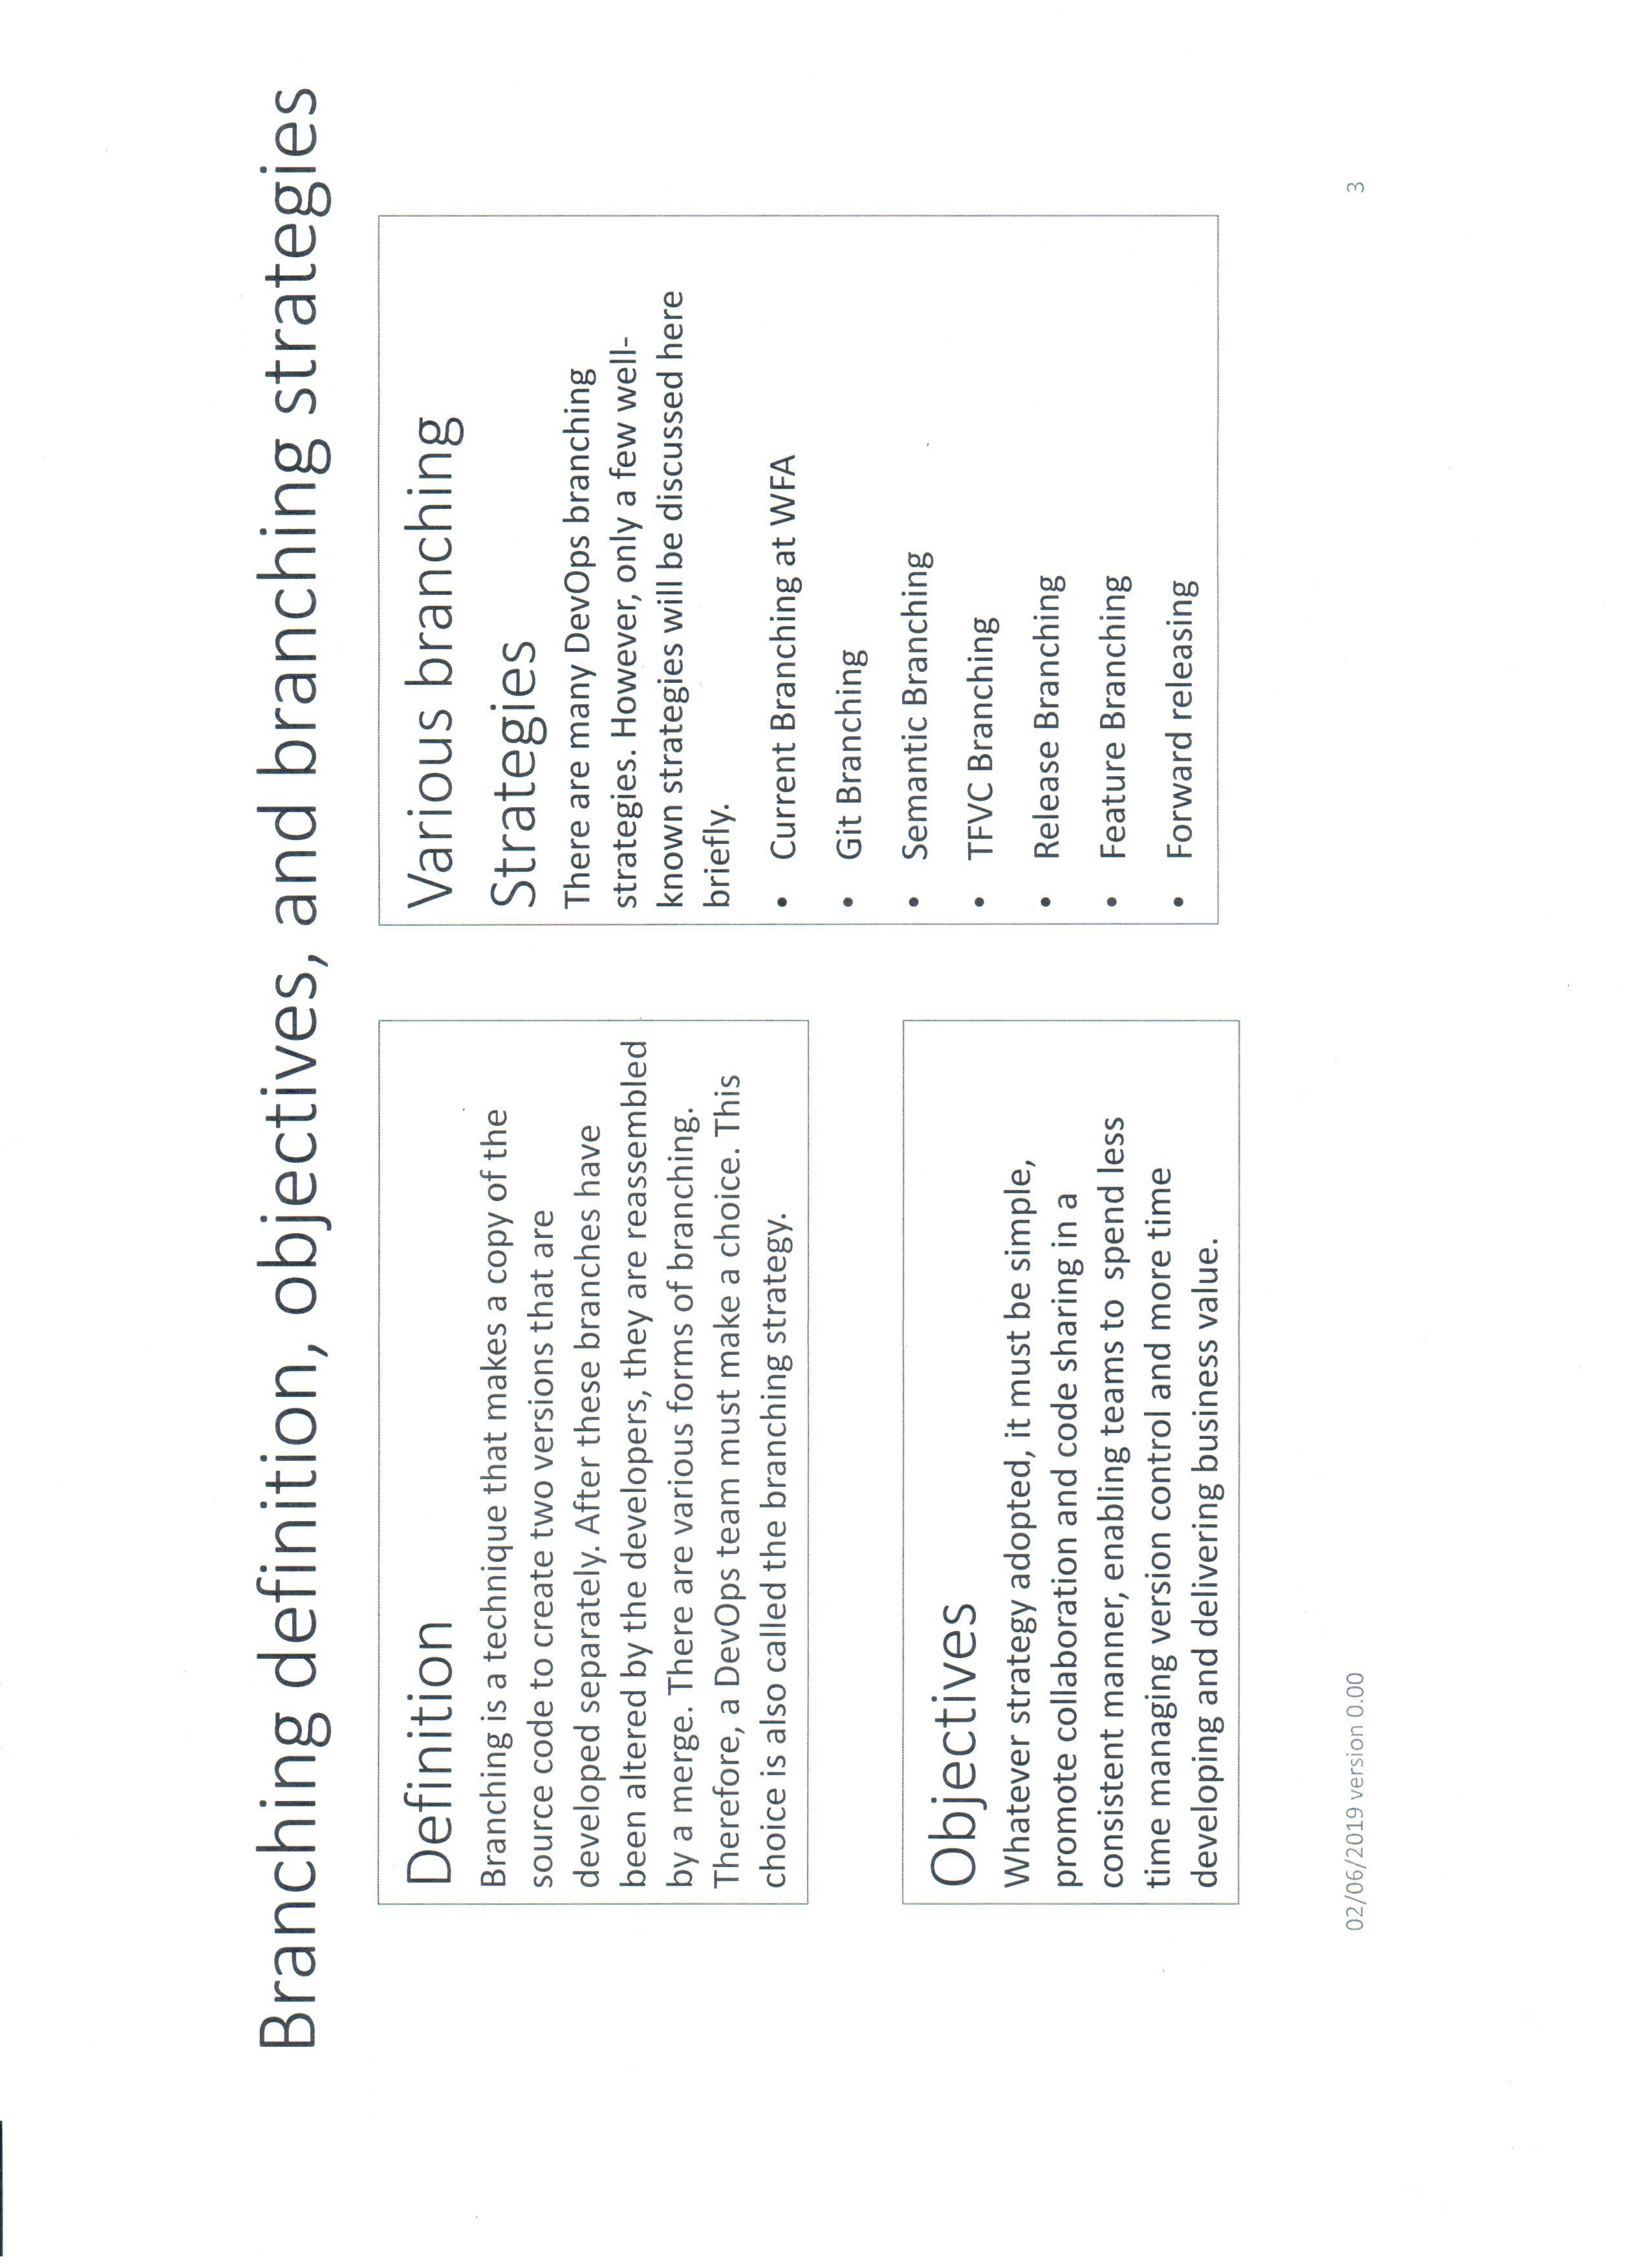 Branching definition, objectives, and branching strategies
Definition
Branching is a technique that makes a copy of the
source code to create two versions that are
developed separately. After these branches have
been altered by the developers, they are reassembled
by a merge. There are various forms of branching.
Therefore, a DevOps team must make a choice. This
choice is also called the branching strategy.
Objectives
Whatever strategy adopted, it must be simple,
promote collaboration and code sharing in a
consistent manner, enabling teams to spend less
time managing version control and more time
developing and delivering business value.
Various branching
Strategies
There are many DevOps branching
strategies. However, only a few well-
known strategies will be discussed here
briefly.
• Current Branching at WFA
• Git Branching
• Semantic Branching
• TFVC Branching
• Release Branching
• Feature Branching
• Forward releasing
02/06/2019 version 0.00
3